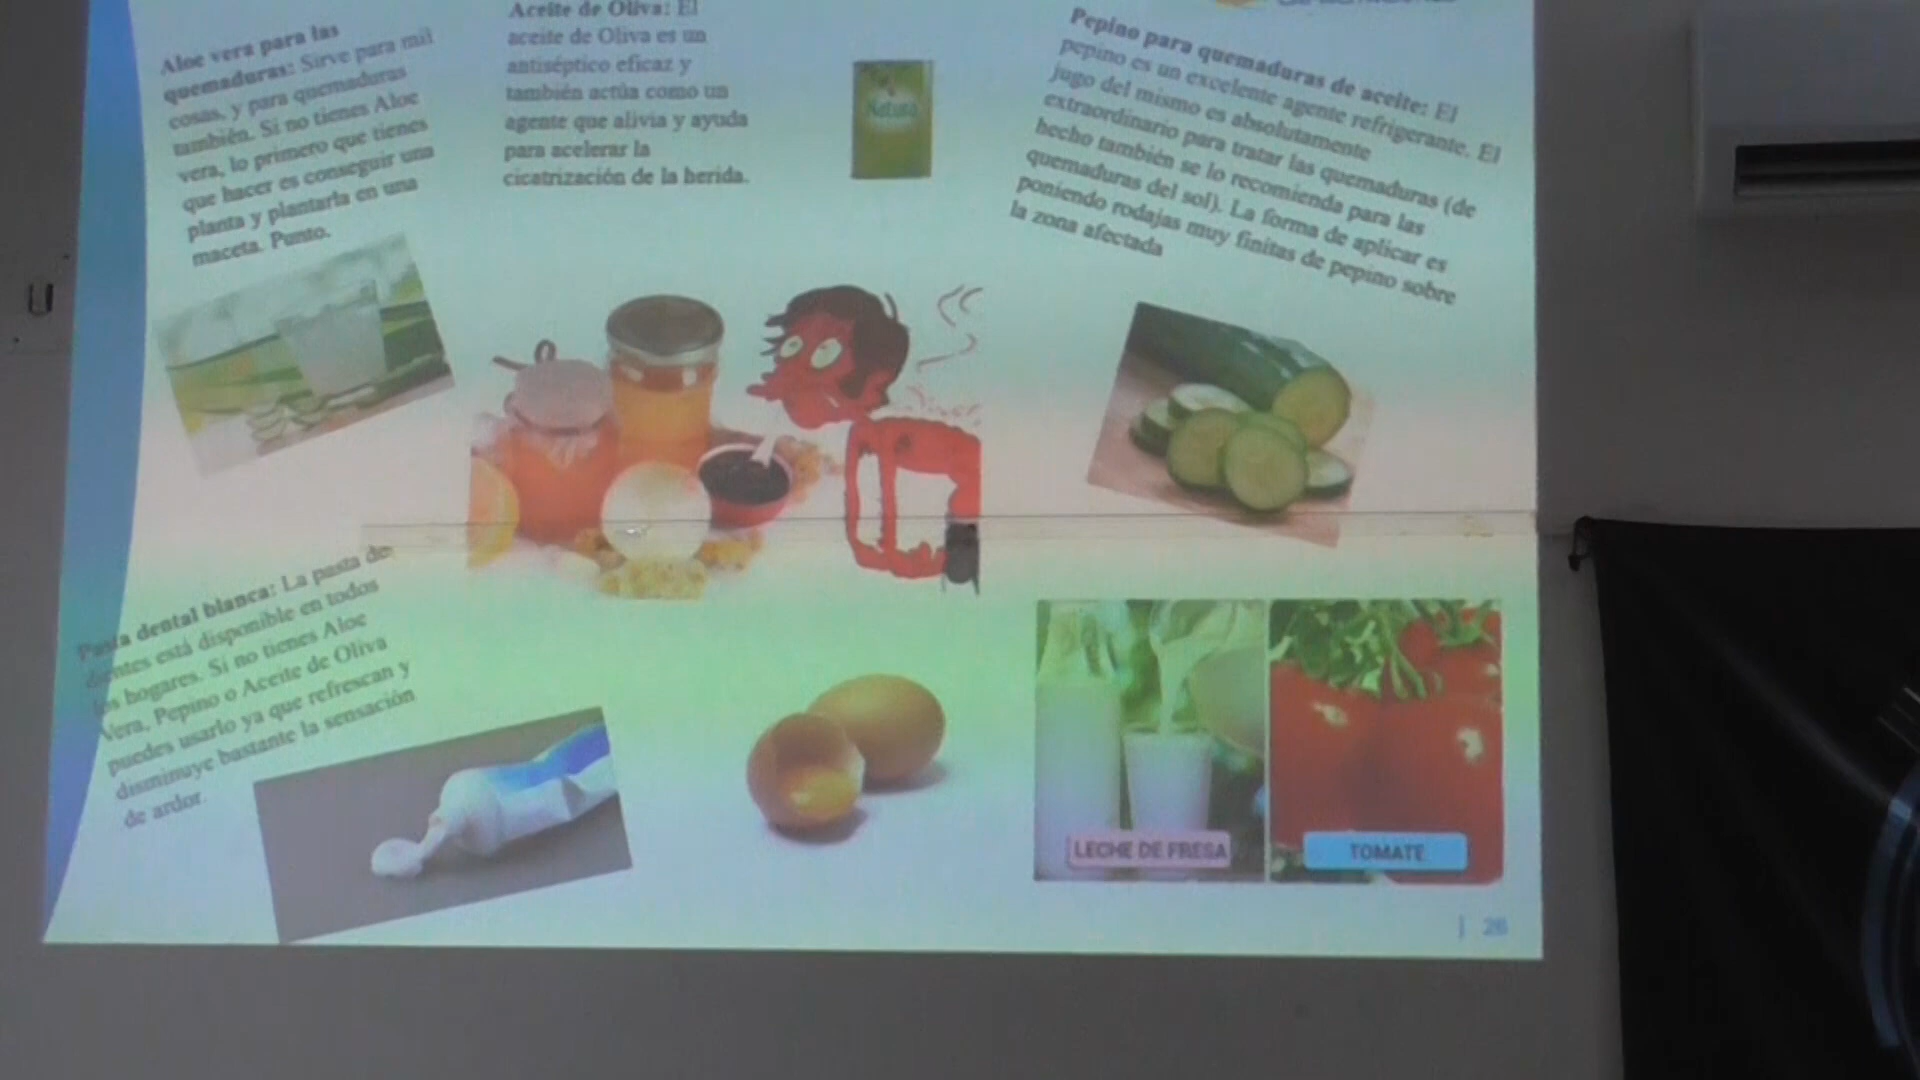 Aloe vera para las
quemaduras: Sirve para mil
cosas, y para quemaduras
también. Si no tienes Aloe
vera, lo primero que tienes
que hacer es conseguir una
planta y plantarla en una
maceta. Punto.
Aceite de Oliva: El
aceite de Oliva es un
antiséptico eficaz y
también actúa como un
agente que alivia y ayuda
para acelerar la
cicatrización de la herida.
Natura
Pepino para quemaduras de aceite: El
pepino es un excelente agente refrigerante. El
jugo del mismo es absolutamente
extraordinario para tratar las quemaduras (de
hecho también se lo recomienda para las
quemaduras del sol). La forma de aplicar es
poniendo rodajas muy finitas de pepino sobre
la zona afectada
Pasta dental blanca: La pasta de
dientes está disponible en todos
los hogares. Si no tienes Aloe
Vera, Pepino o Aceite de Oliva
puedes usarlo ya que refrescan y
disminuye bastante la sensación
de ardor.
LECHE DE FRESA
TOMATE
| 26